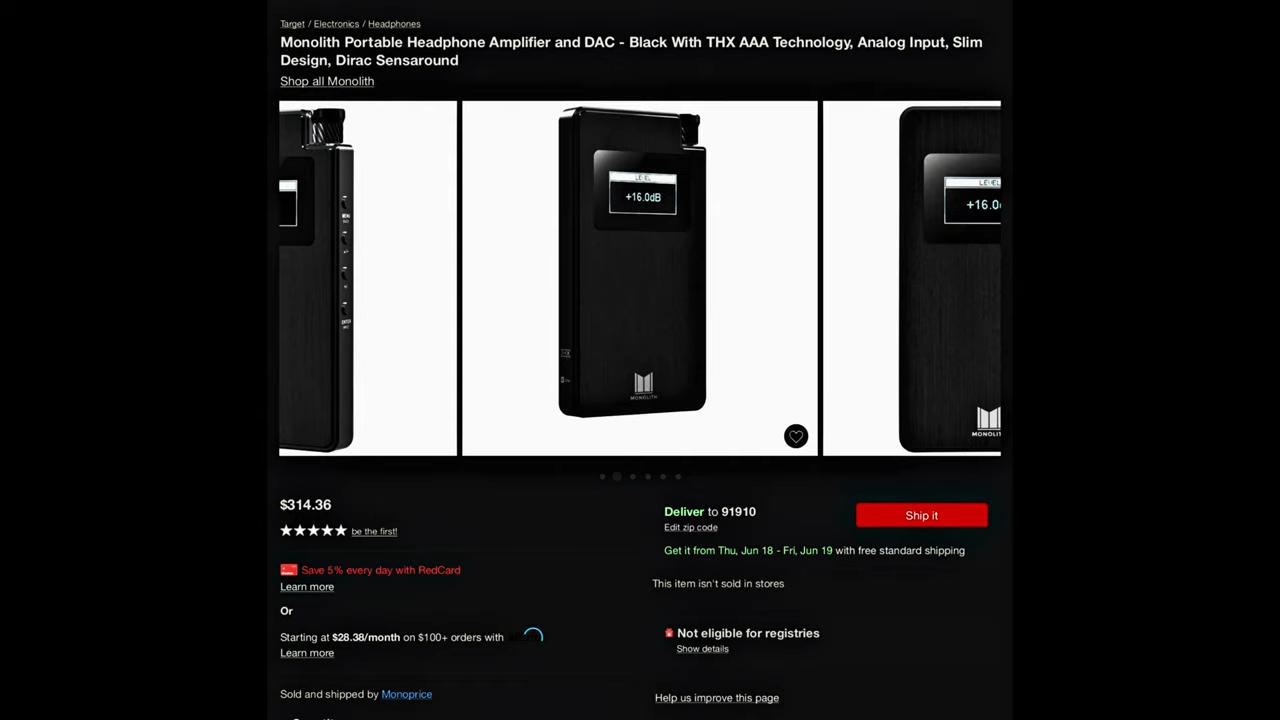 Target / Electronics / Headphones
Monolith Portable Headphone Amplifier and DAC - Black With THX AAA Technology, Analog Input, Slim
Design, Dirac Sensaround
Shop all Monolith
LEVEL
+16.0dB
MONOLITH
MENU
ENTER
LEVEL
+16.0
MONOLIT
$314.36
be the first!
Save 5% every day with RedCard
Learn more
Or
Starting at $28.38/month on $100+ orders with
Learn more
Sold and shipped by Monoprice
Deliver to 91910
Edit zip code
Ship it
Get it from Thu, Jun 18 - Fri, Jun 19 with free standard shipping
This item isn't sold in stores
Not eligible for registries
Show details
Help us improve this page